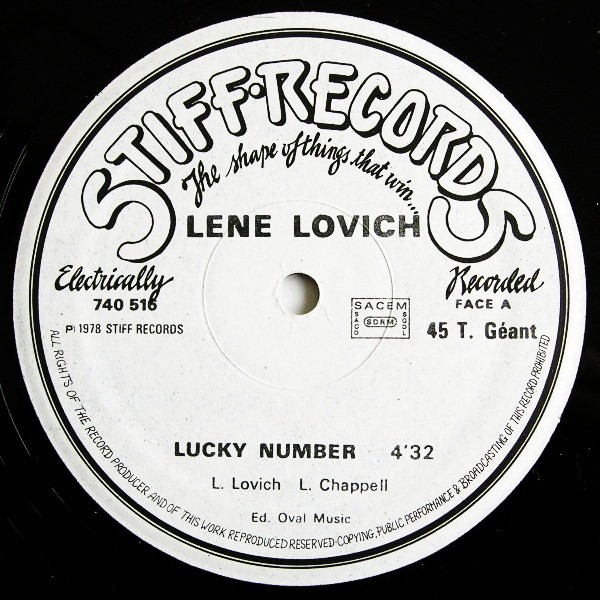 STIFF·RECORDS
The shape of things that win...
LENE LOVICH
Electrically Recorded
740 516 FACE A
℗ 1978 STIFF RECORDS
SACEM
SACD SDRM SGDL
45 T. Géant
LUCKY NUMBER 4'32
L. Lovich L. Chappell
Ed. Oval Music
ALL RIGHTS OF THE RECORD PRODUCER AND OF THIS WORK REPRODUCED RESERVED·COPYING, PUBLIC PERFORMANCE & BROADCASTING OF THIS RECORD PROHIBITED